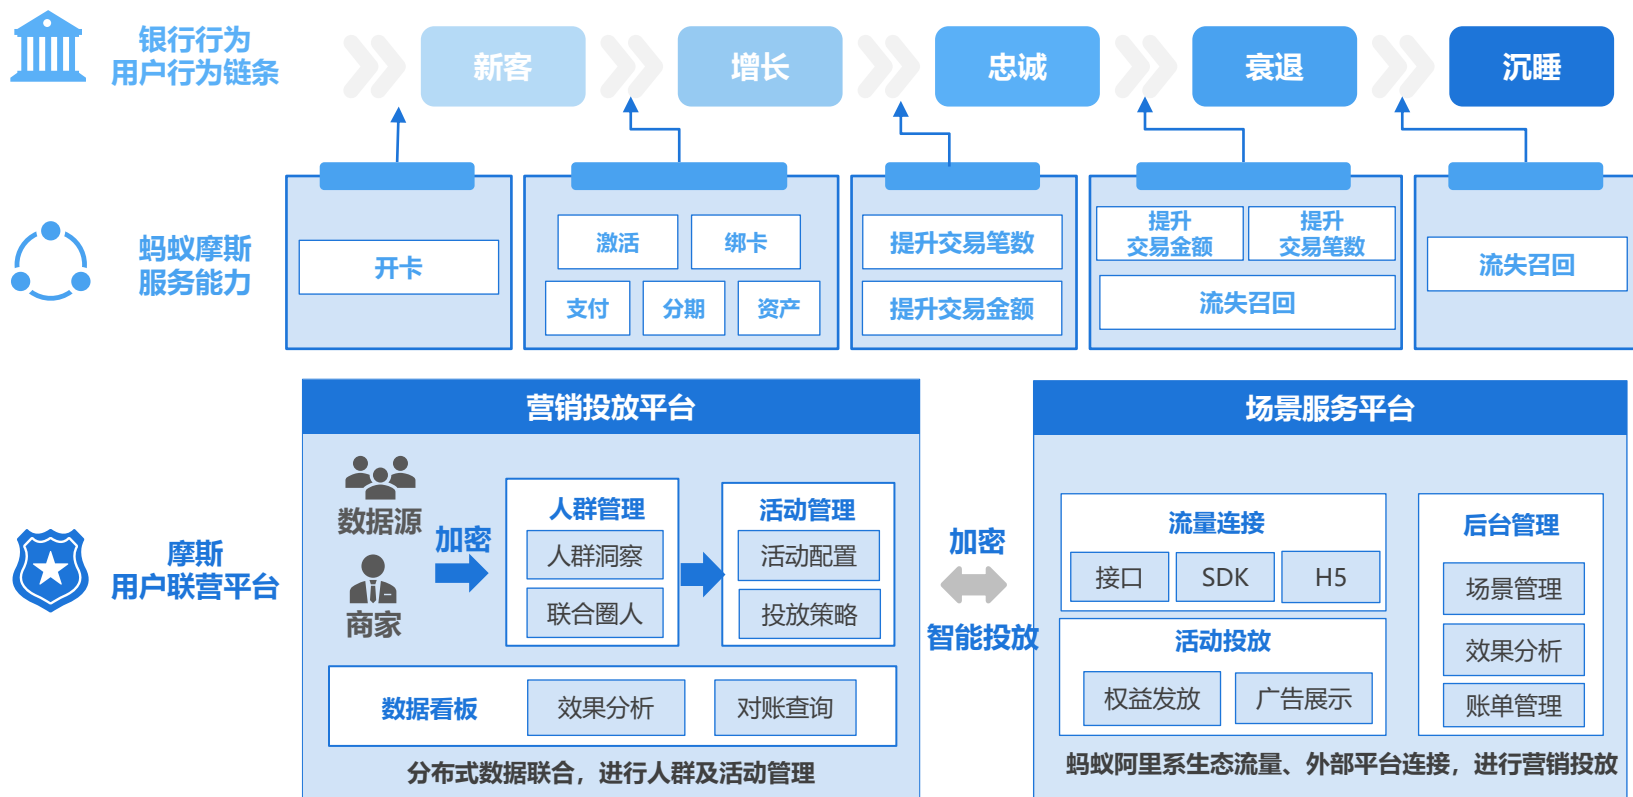 银行行为
用户行为链条
新客
增长
忠诚
衰退
沉睡
蚂蚁摩斯
服务能力
开卡
激活
绑卡
支付
分期
资产
提升交易笔数
提升交易金额
提升
交易金额
提升
交易笔数
流失召回
流失召回
摩斯
用户联营平台
营销投放平台
数据源
商家
加密
人群管理
人群洞察
联合圈人
活动管理
活动配置
投放策略
数据看板
效果分析
对账查询
分布式数据联合，进行人群及活动管理
加密
智能投放
场景服务平台
流量连接
接口
SDK
H5
活动投放
权益发放
广告展示
后台管理
场景管理
效果分析
账单管理
蚂蚁阿里系生态流量、外部平台连接，进行营销投放